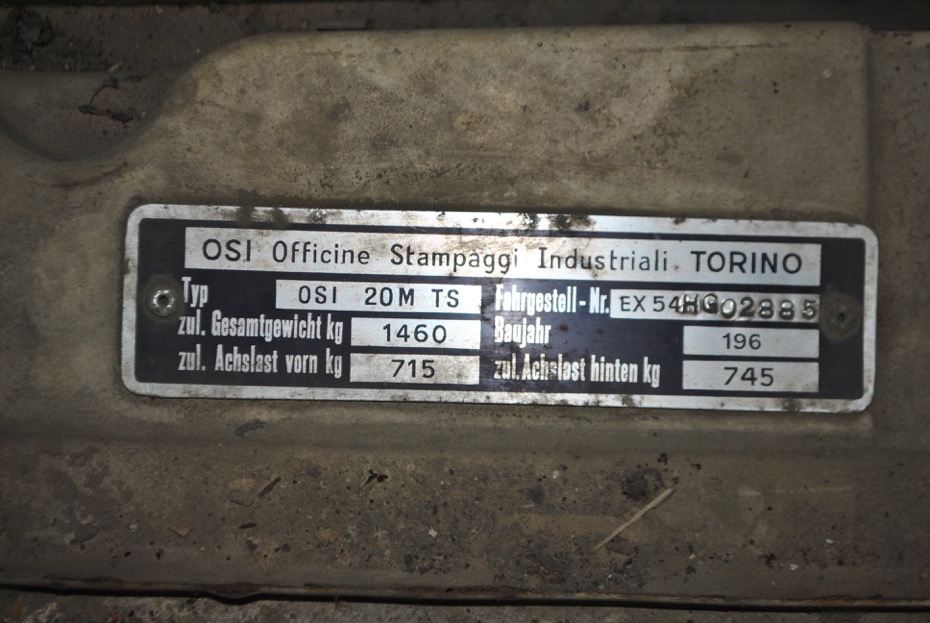 OSI Officine Stampaggi Industriali TORINO
Typ OSI 20M TS Fahrgestell-Nr. EX 54HG02885
zul. Gesamtgewicht kg 1460 Baujahr 196
zul. Achslast vorn kg 715 zul. Achslast hinten kg 745